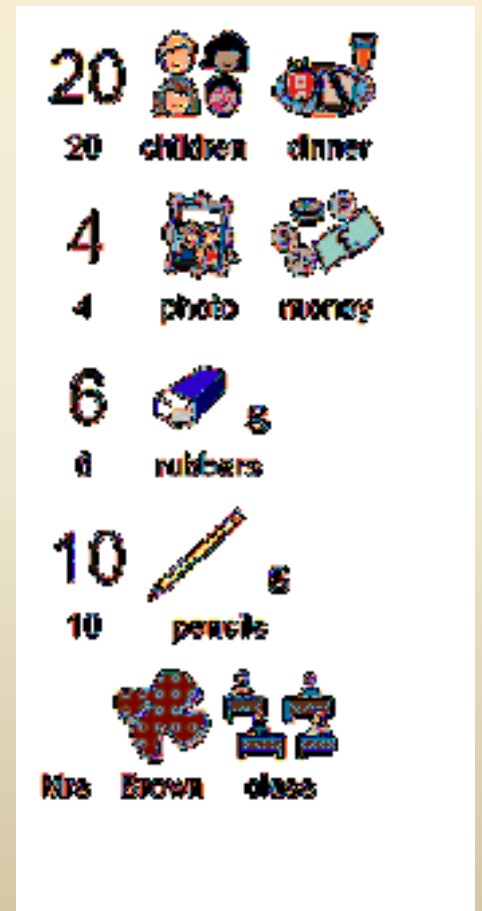 20
20 children dinner
4
4 photo money
6 s
6 rubbers
10 s
10 pencils
Mrs Brown class